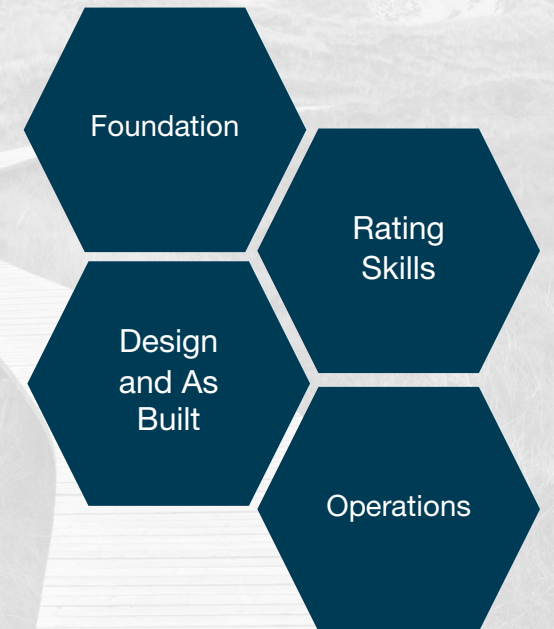 Foundation
Rating
Skills
Design
and As
Built
Operations